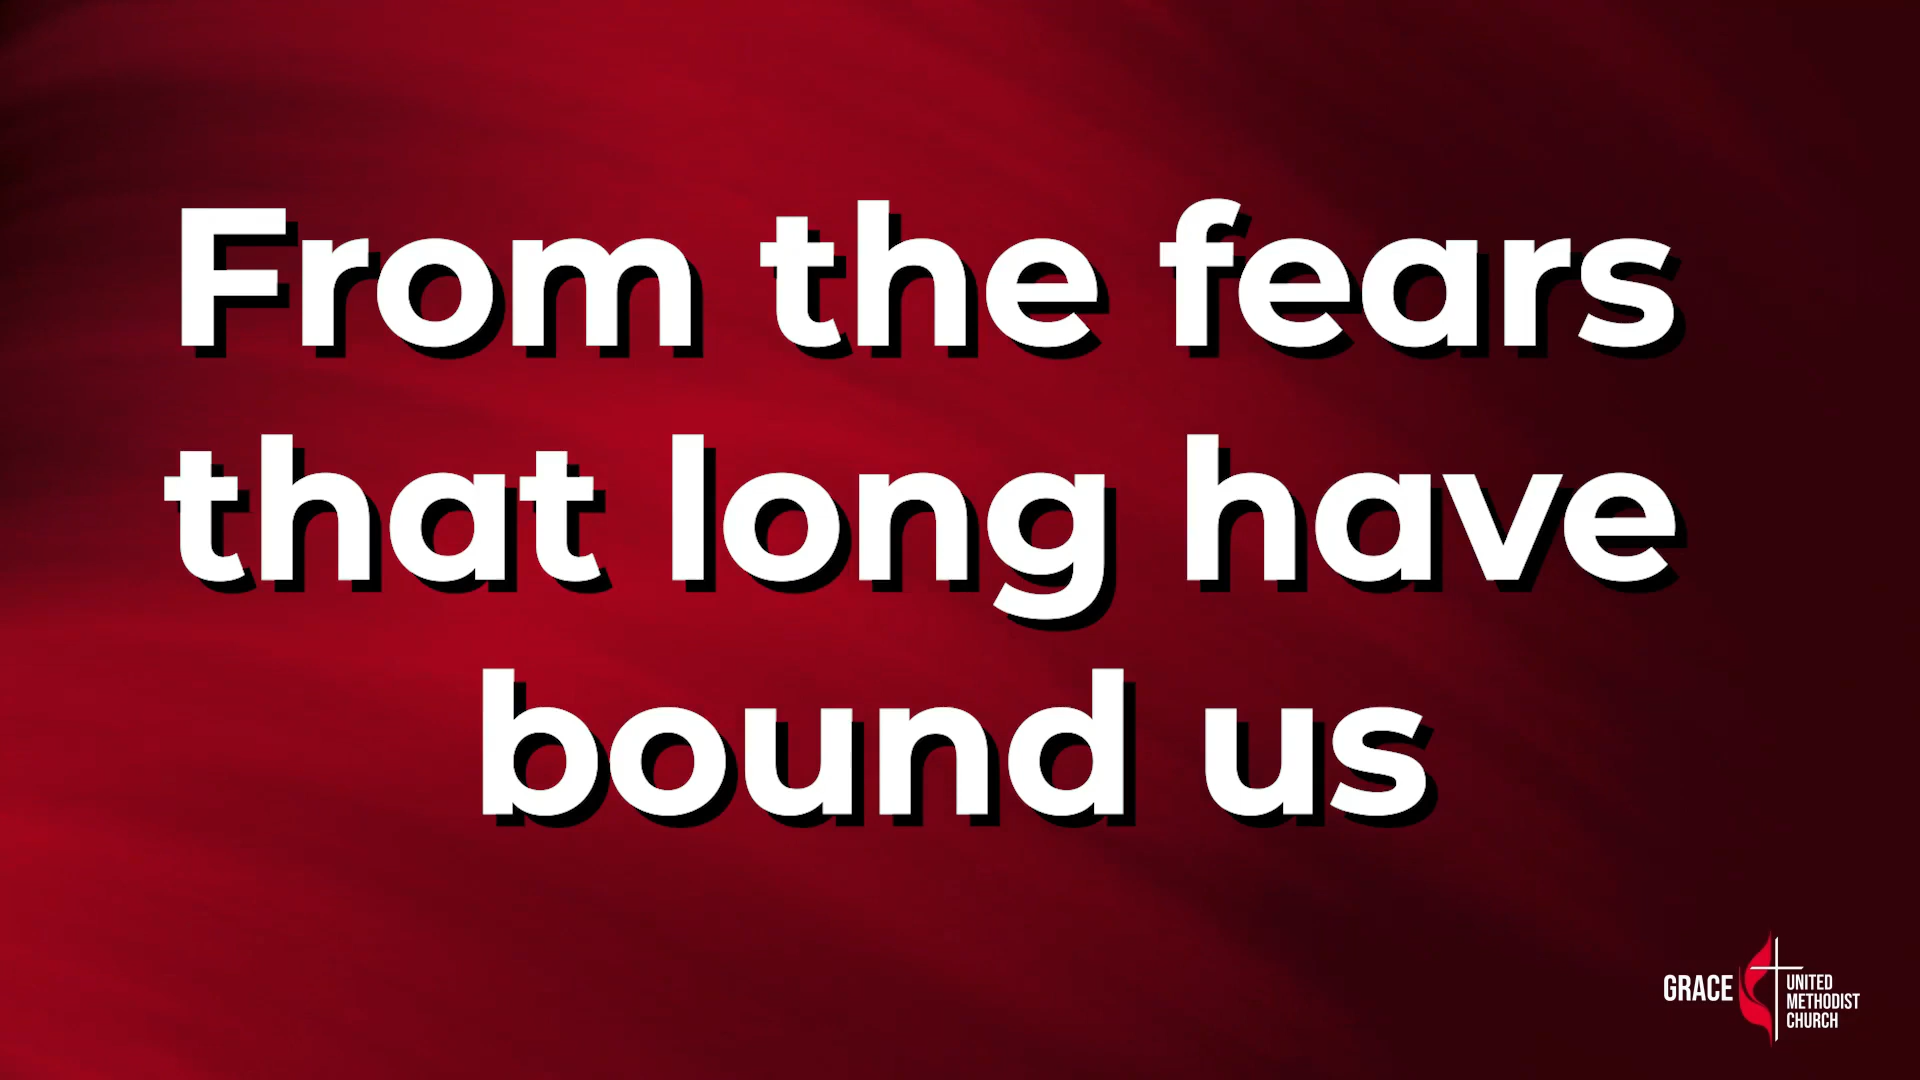 From the fears
that long have
bound us
GRACE
UNITED
METHODIST
CHURCH